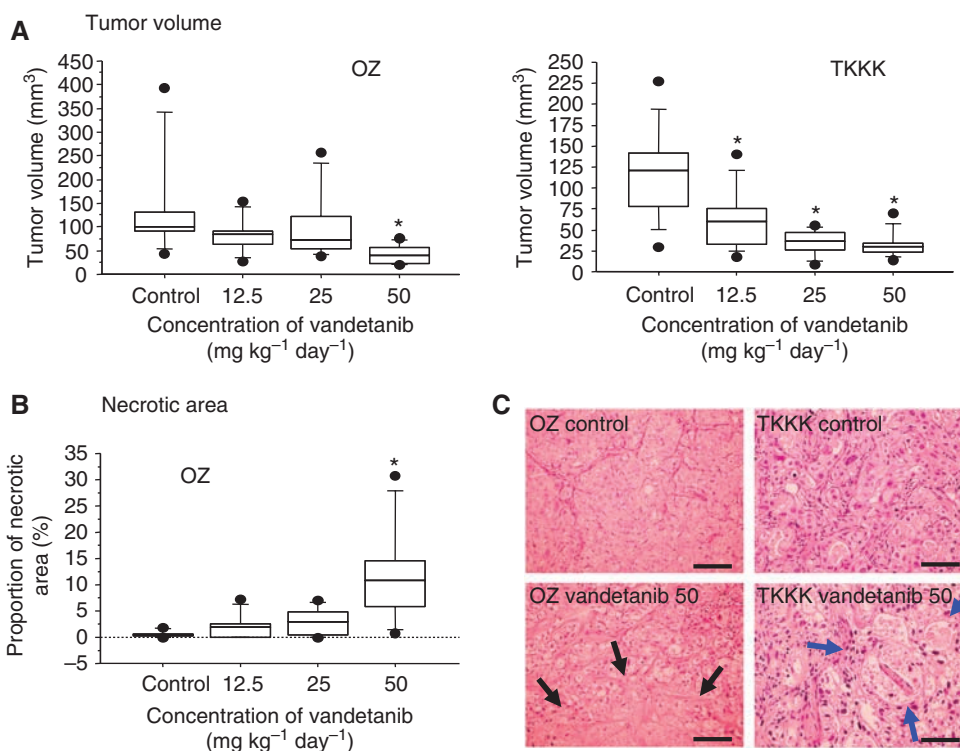 A Tumor volume
Tumor volume (mm³)
450
400
350
300
250
200
150
100
50
0
OZ
*
Control 12.5 25 50
Concentration of vandetanib
(mg kg⁻¹ day⁻¹)
Tumor volume (mm³)
250
225
200
175
150
125
100
75
50
25
0
TKKK
* * *
Control 12.5 25 50
Concentration of vandetanib
(mg kg⁻¹ day⁻¹)
B Necrotic area
Proportion of necrotic
area (%)
35
30
25
20
15
10
5
0
–5
OZ
*
Control 12.5 25 50
Concentration of vandetanib
(mg kg⁻¹ day⁻¹)
C
OZ control
TKKK control
OZ vandetanib 50
TKKK vandetanib 50